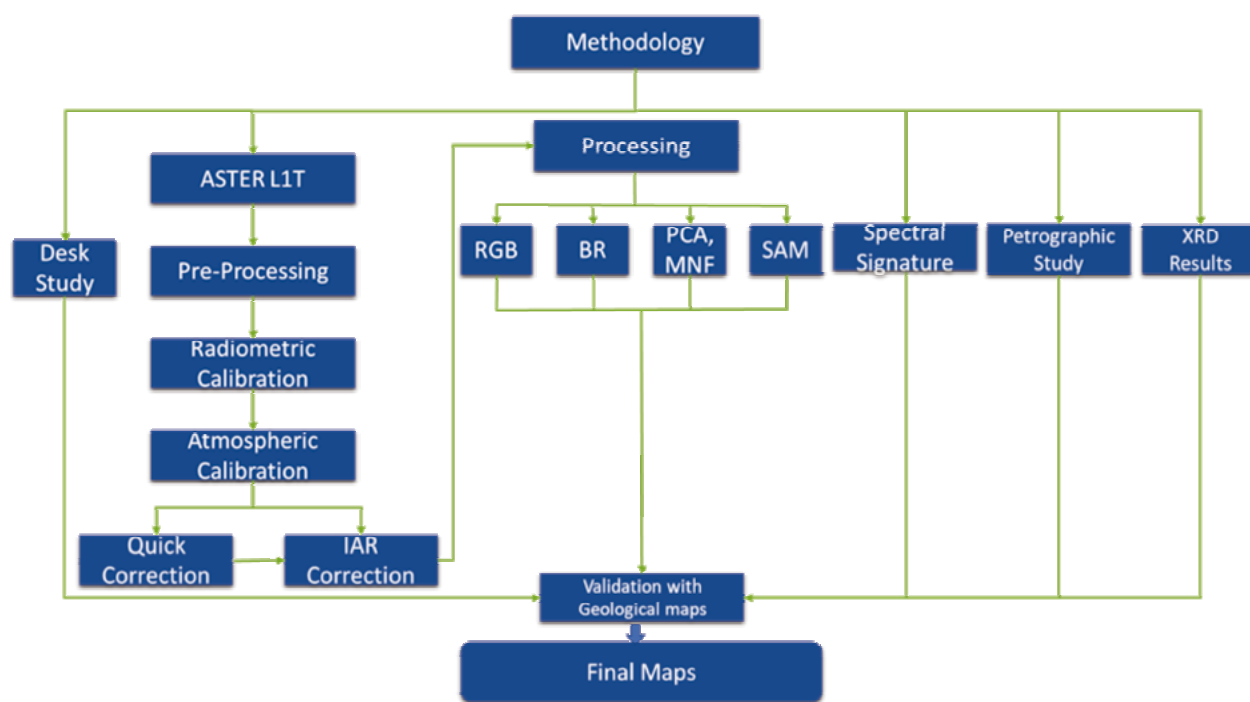 Methodology
Processing
ASTER L1T
Desk
Study
Pre-Processing
RGB
BR
PCA,
MNF
SAM
Spectral
Signature
Petrographic
Study
XRD
Results
Radiometric
Calibration
Atmospheric
Calibration
Quick
Correction
IAR
Correction
Validation with
Geological maps
Final Maps